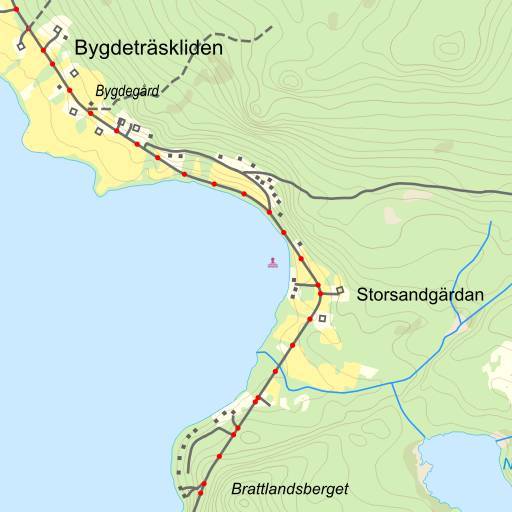 Bygdeträskliden
Bygdegård
Storsandgärdan
Brattlandsberget